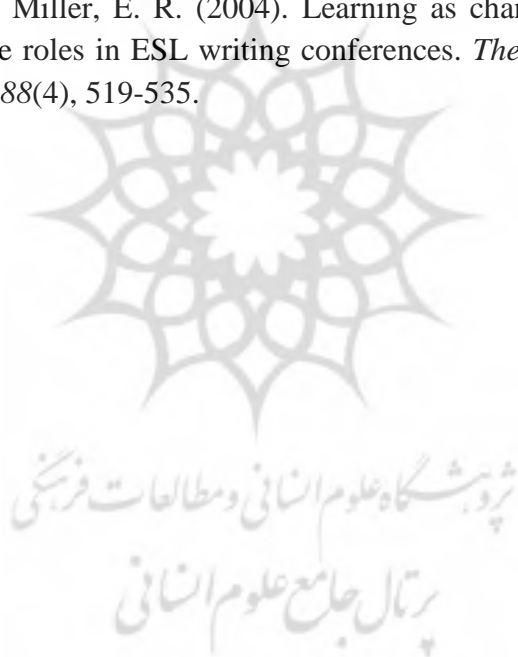 Miller, E. R. (2004). Learning as char
e roles in ESL writing conferences. The
88(4), 519-535.
پژوهشگاه علوم انسانی و مطالعات فرهنگی
پرتال جامع علوم انسانی